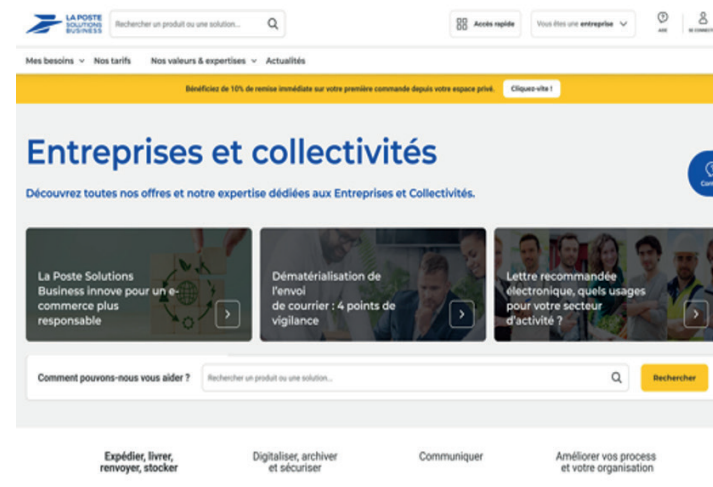 LA POSTE
SOLUTIONS
BUSINESS
Rechercher un produit ou une solution...
Accès rapide
Vous êtes une entreprise
AIDE
SE CONNECT
Mes besoins
Nos tarifs
Nos valeurs & expertises
Actualités
Bénéficiez de 10% de remise immédiate sur votre première commande depuis votre espace privé.
Cliquez-vite !
Entreprises et collectivités
Découvrez toutes nos offres et notre expertise dédiées aux Entreprises et Collectivités.
La Poste Solutions
Business innove pour un e-
commerce plus
responsable
Dématérialisation de
l'envoi
de courrier : 4 points de
vigilance
Lettre recommandée
électronique, quels usages
pour votre secteur
d'activité ?
Comment pouvons-nous vous aider ?
Rechercher un produit ou une solution...
Rechercher
Expédier, livrer,
renvoyer, stocker
Digitaliser, archiver
et sécuriser
Communiquer
Améliorer vos process
et votre organisation